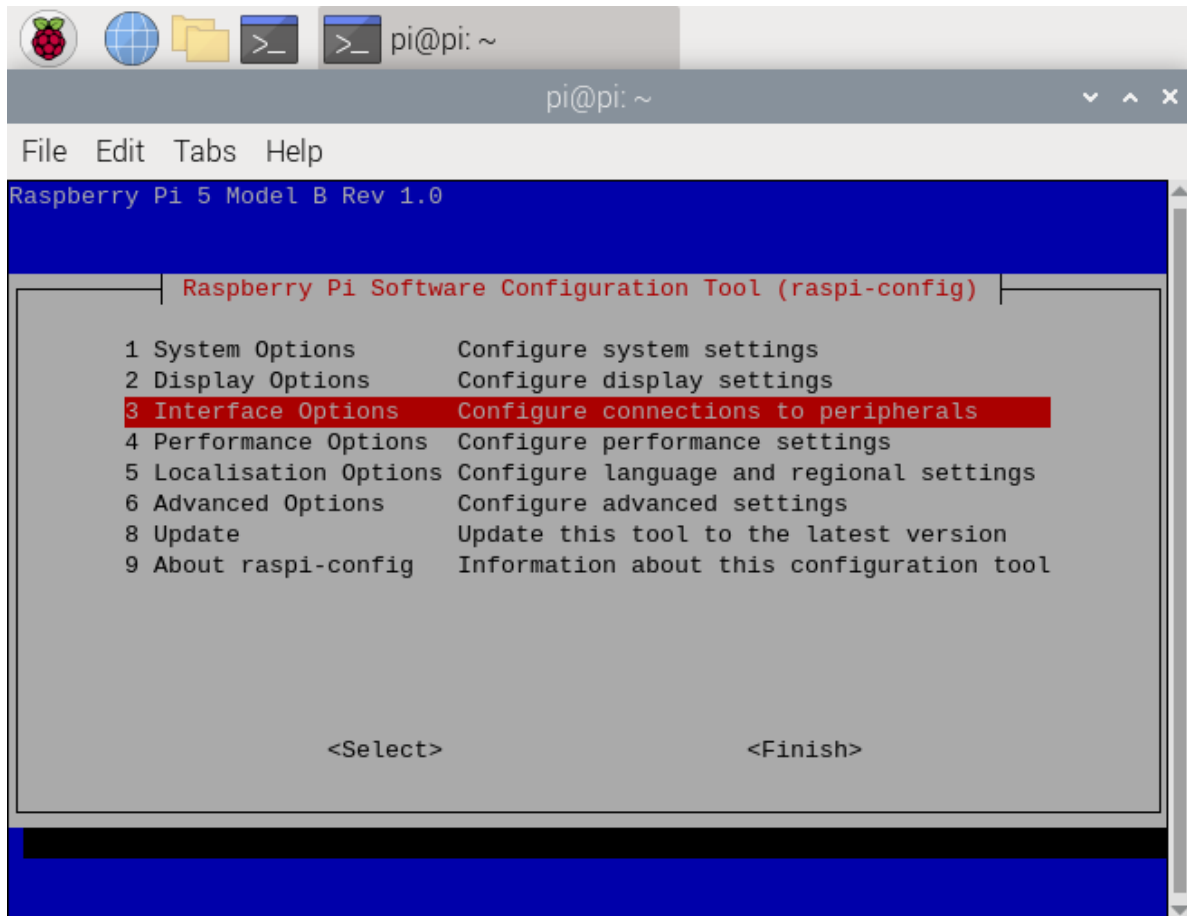 pi@pi: ~
pi@pi: ~
File Edit Tabs Help
Raspberry Pi 5 Model B Rev 1.0
Raspberry Pi Software Configuration Tool (raspi-config)
1 System Options Configure system settings
2 Display Options Configure display settings
3 Interface Options Configure connections to peripherals
4 Performance Options Configure performance settings
5 Localisation Options Configure language and regional settings
6 Advanced Options Configure advanced settings
8 Update Update this tool to the latest version
9 About raspi-config Information about this configuration tool
<Select> <Finish>